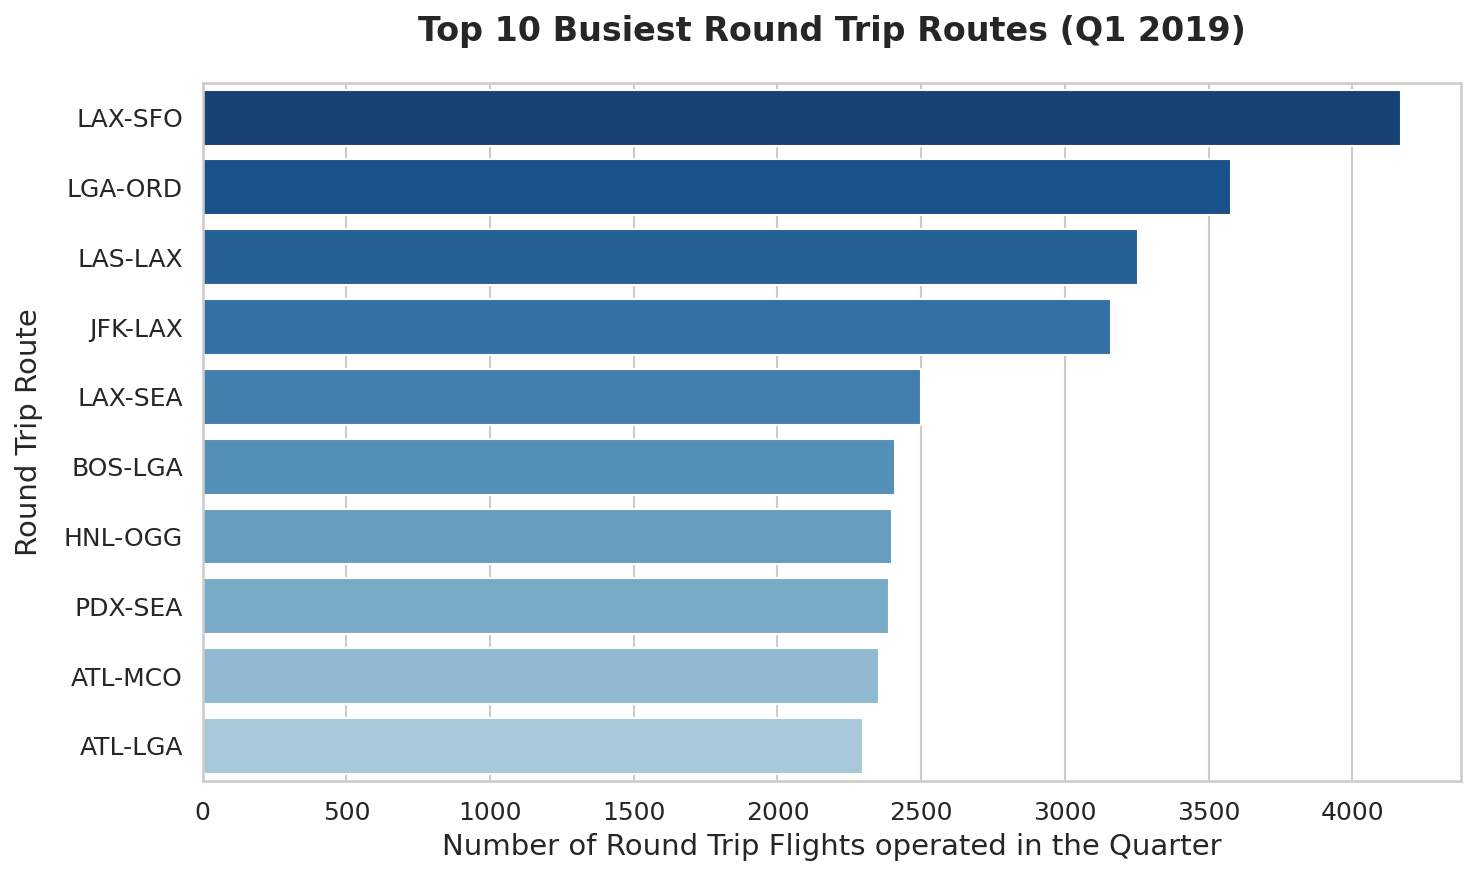 Top 10 Busiest Round Trip Routes (Q1 2019)
Round Trip Route
LAX-SFO
LGA-ORD
LAS-LAX
JFK-LAX
LAX-SEA
BOS-LGA
HNL-OGG
PDX-SEA
ATL-MCO
ATL-LGA
0 500 1000 1500 2000 2500 3000 3500 4000
Number of Round Trip Flights operated in the Quarter